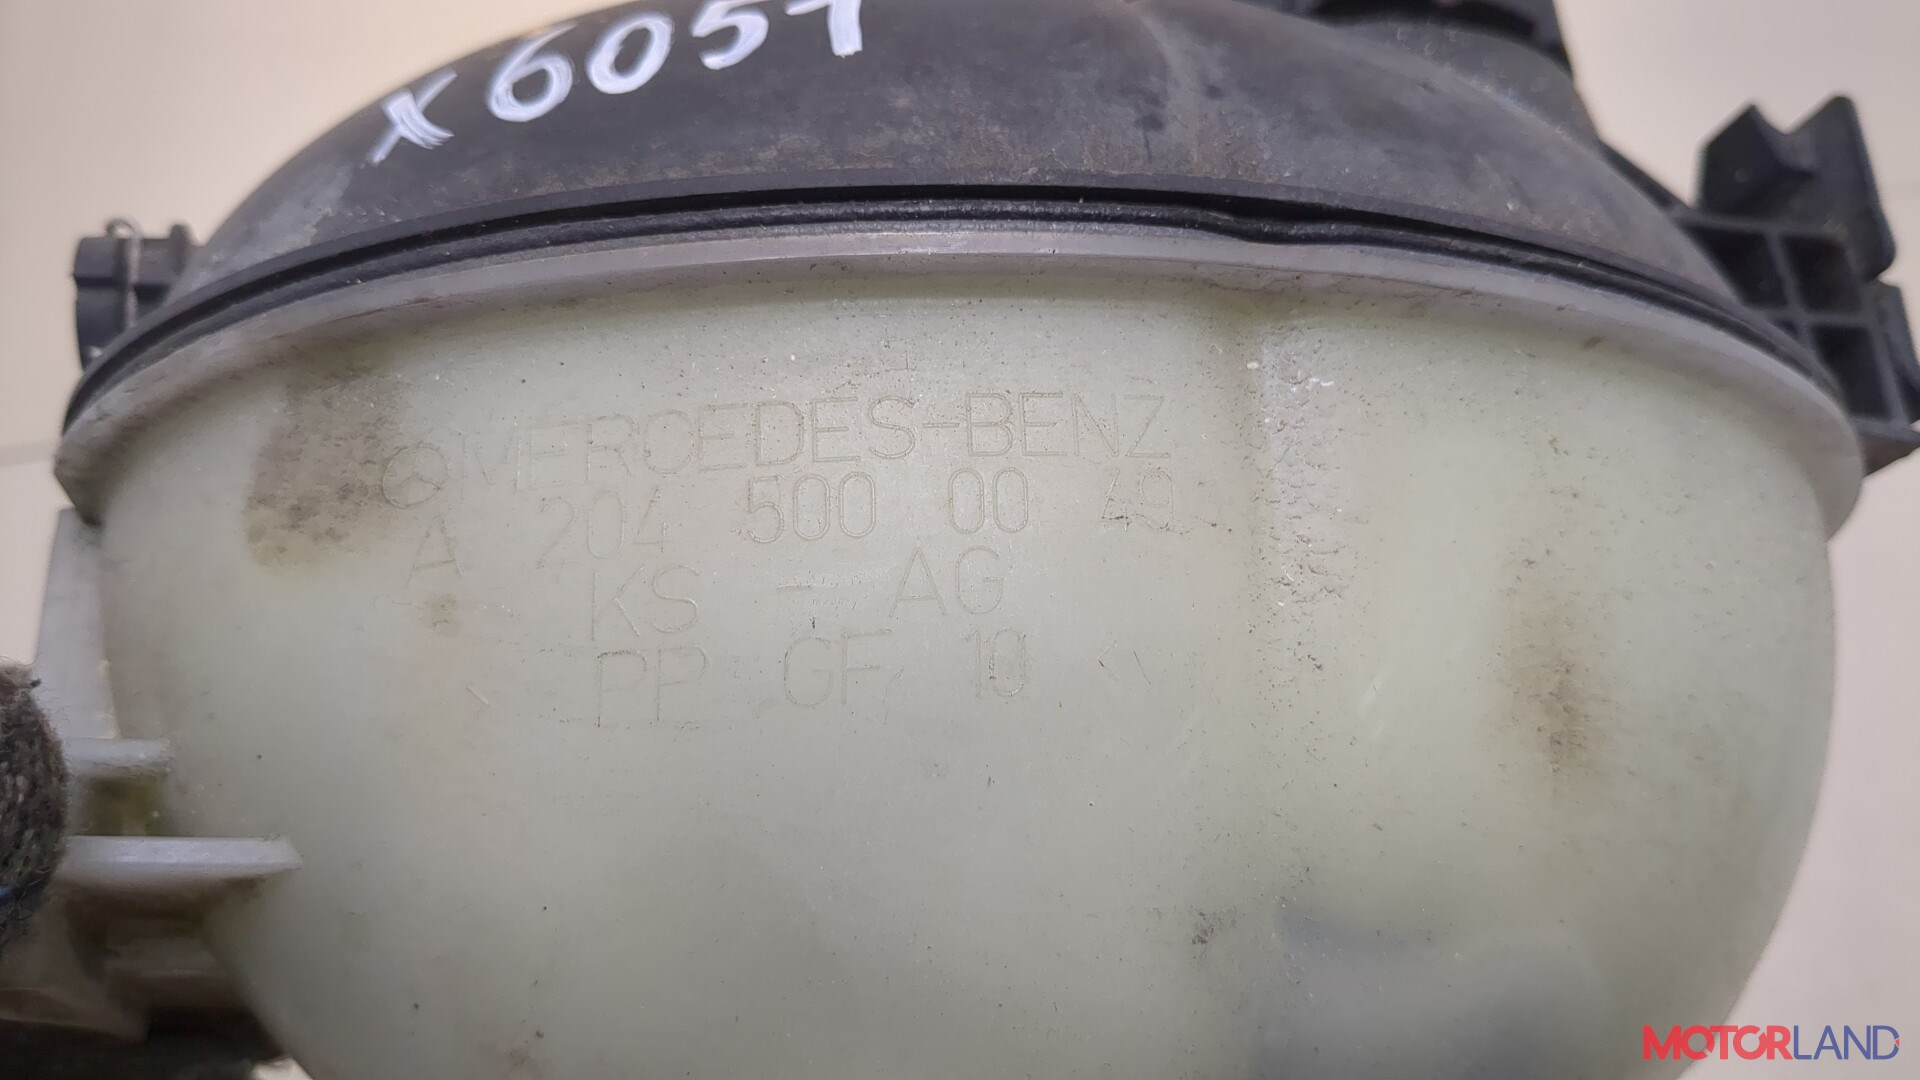 x6057
MERCEDES-BENZ
A 204 500 00 49
KS - AG
> PP GF 10 <
MOTORLAND